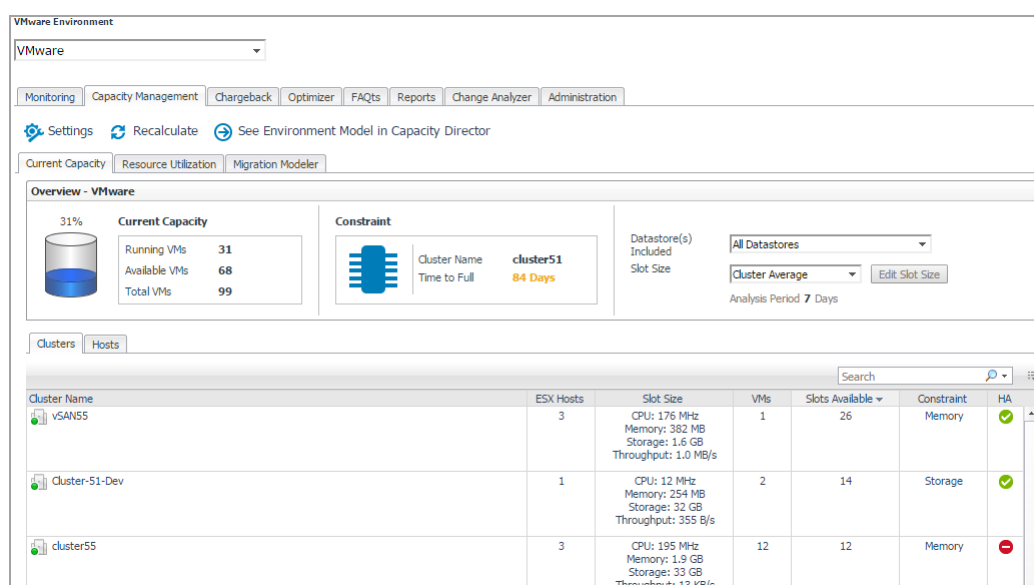 VMware Environment
VMware
Monitoring Capacity Management Chargeback Optimizer FAQts Reports Change Analyzer Administration
Settings Recalculate See Environment Model in Capacity Director
Current Capacity Resource Utilization Migration Modeler
Overview - VMware
31% Current Capacity Constraint
Running VMs 31
Available VMs 68
Total VMs 99
Cluster Name cluster51
Time to Full 84 Days
Datastore(s)
Included All Datastores
Slot Size Cluster Average Edit Slot Size
Analysis Period 7 Days
Clusters Hosts
Search
Cluster Name ESX Hosts Slot Size VMs Slots Available Constraint HA
vSAN55 3 CPU: 176 MHz 1 26 Memory
Memory: 382 MB
Storage: 1.6 GB
Throughput: 1.0 MB/s
Cluster-51-Dev 1 CPU: 12 MHz 2 14 Storage
Memory: 254 MB
Storage: 32 GB
Throughput: 355 B/s
cluster55 3 CPU: 195 MHz 12 12 Memory
Memory: 1.9 GB
Storage: 33 GB
Throughput: 13 KB/s